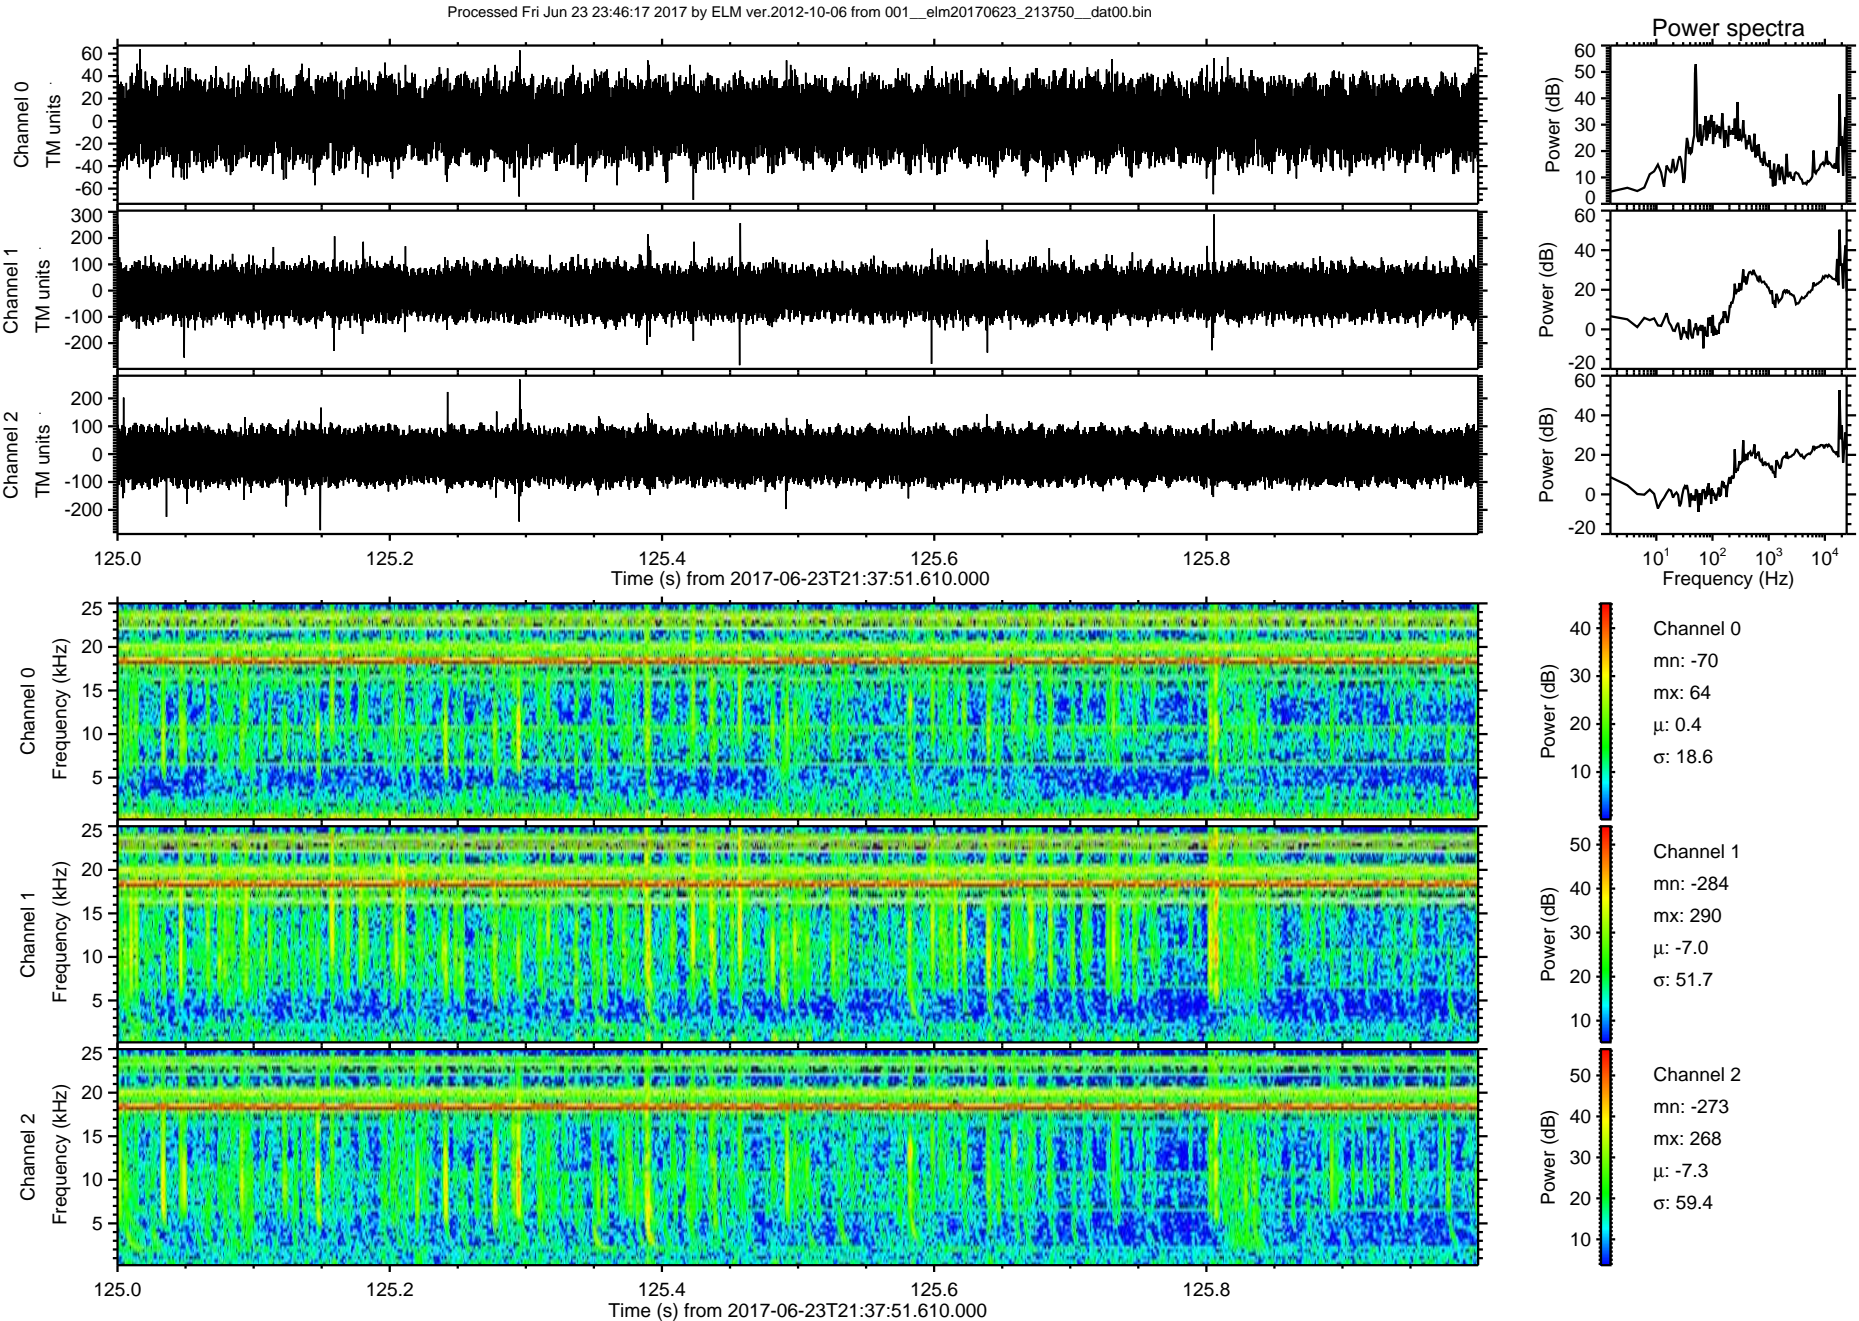 Processed Fri Jun 23 23:46:17 2017 by ELM ver.2012-10-06 from 001__elm20170623_213750__dat00.bin
Power spectra
Channel 0
TM units
60
40
20
0
-20
-40
-60
Power (dB)
60
50
40
30
20
10
0
Channel 1
TM units
300
200
100
0
-100
-200
Power (dB)
60
40
20
0
-20
Channel 2
TM units
200
100
0
-100
-200
Power (dB)
60
40
20
0
-20
125.0 125.2 125.4 125.6 125.8
Time (s) from 2017-06-23T21:37:51.610.000
10^1 10^2 10^3 10^4
Frequency (Hz)
Channel 0
Frequency (kHz)
25
20
15
10
5
Power (dB)
40
30
20
10
Channel 0
mn: -70
mx: 64
µ: 0.4
σ: 18.6
Channel 1
Frequency (kHz)
25
20
15
10
5
Power (dB)
50
40
30
20
10
Channel 1
mn: -284
mx: 290
µ: -7.0
σ: 51.7
Channel 2
Frequency (kHz)
25
20
15
10
5
Power (dB)
50
40
30
20
10
Channel 2
mn: -273
mx: 268
µ: -7.3
σ: 59.4
125.0 125.2 125.4 125.6 125.8
Time (s) from 2017-06-23T21:37:51.610.000